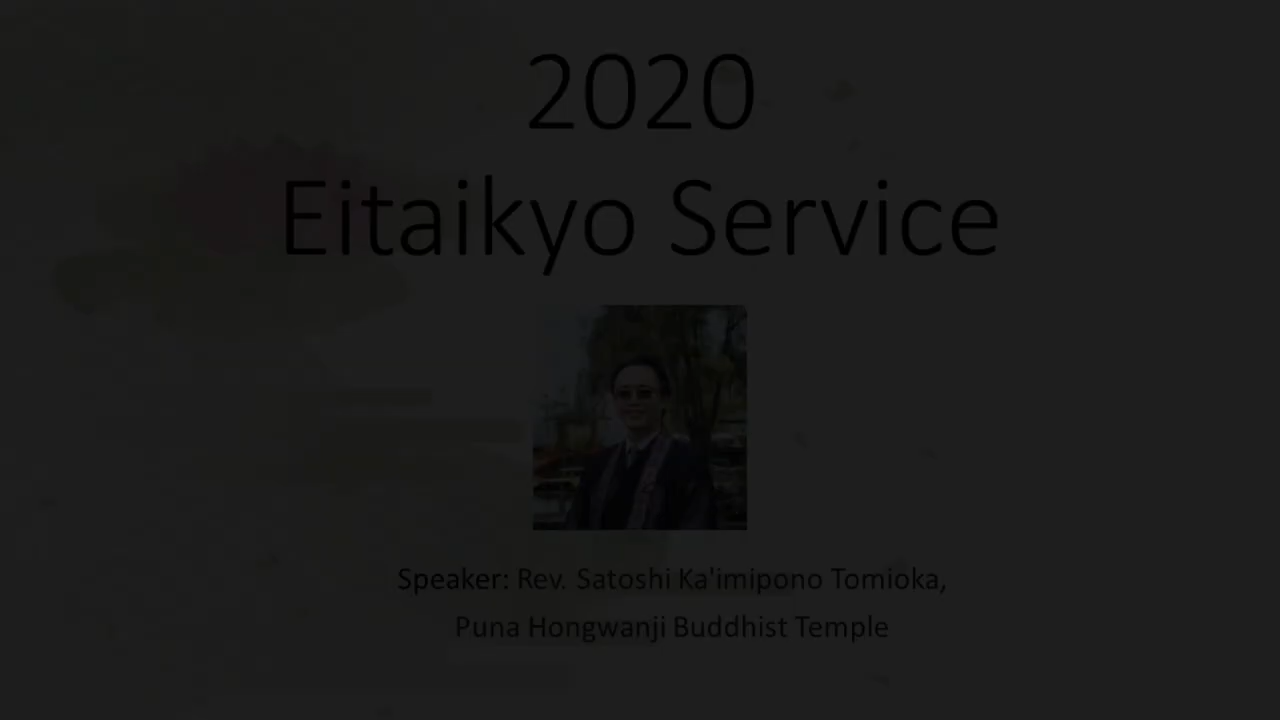 2020
Eitaikyo Service
Speaker: Rev. Satoshi Ka'imipono Tomioka,
Puna Hongwanji Buddhist Temple